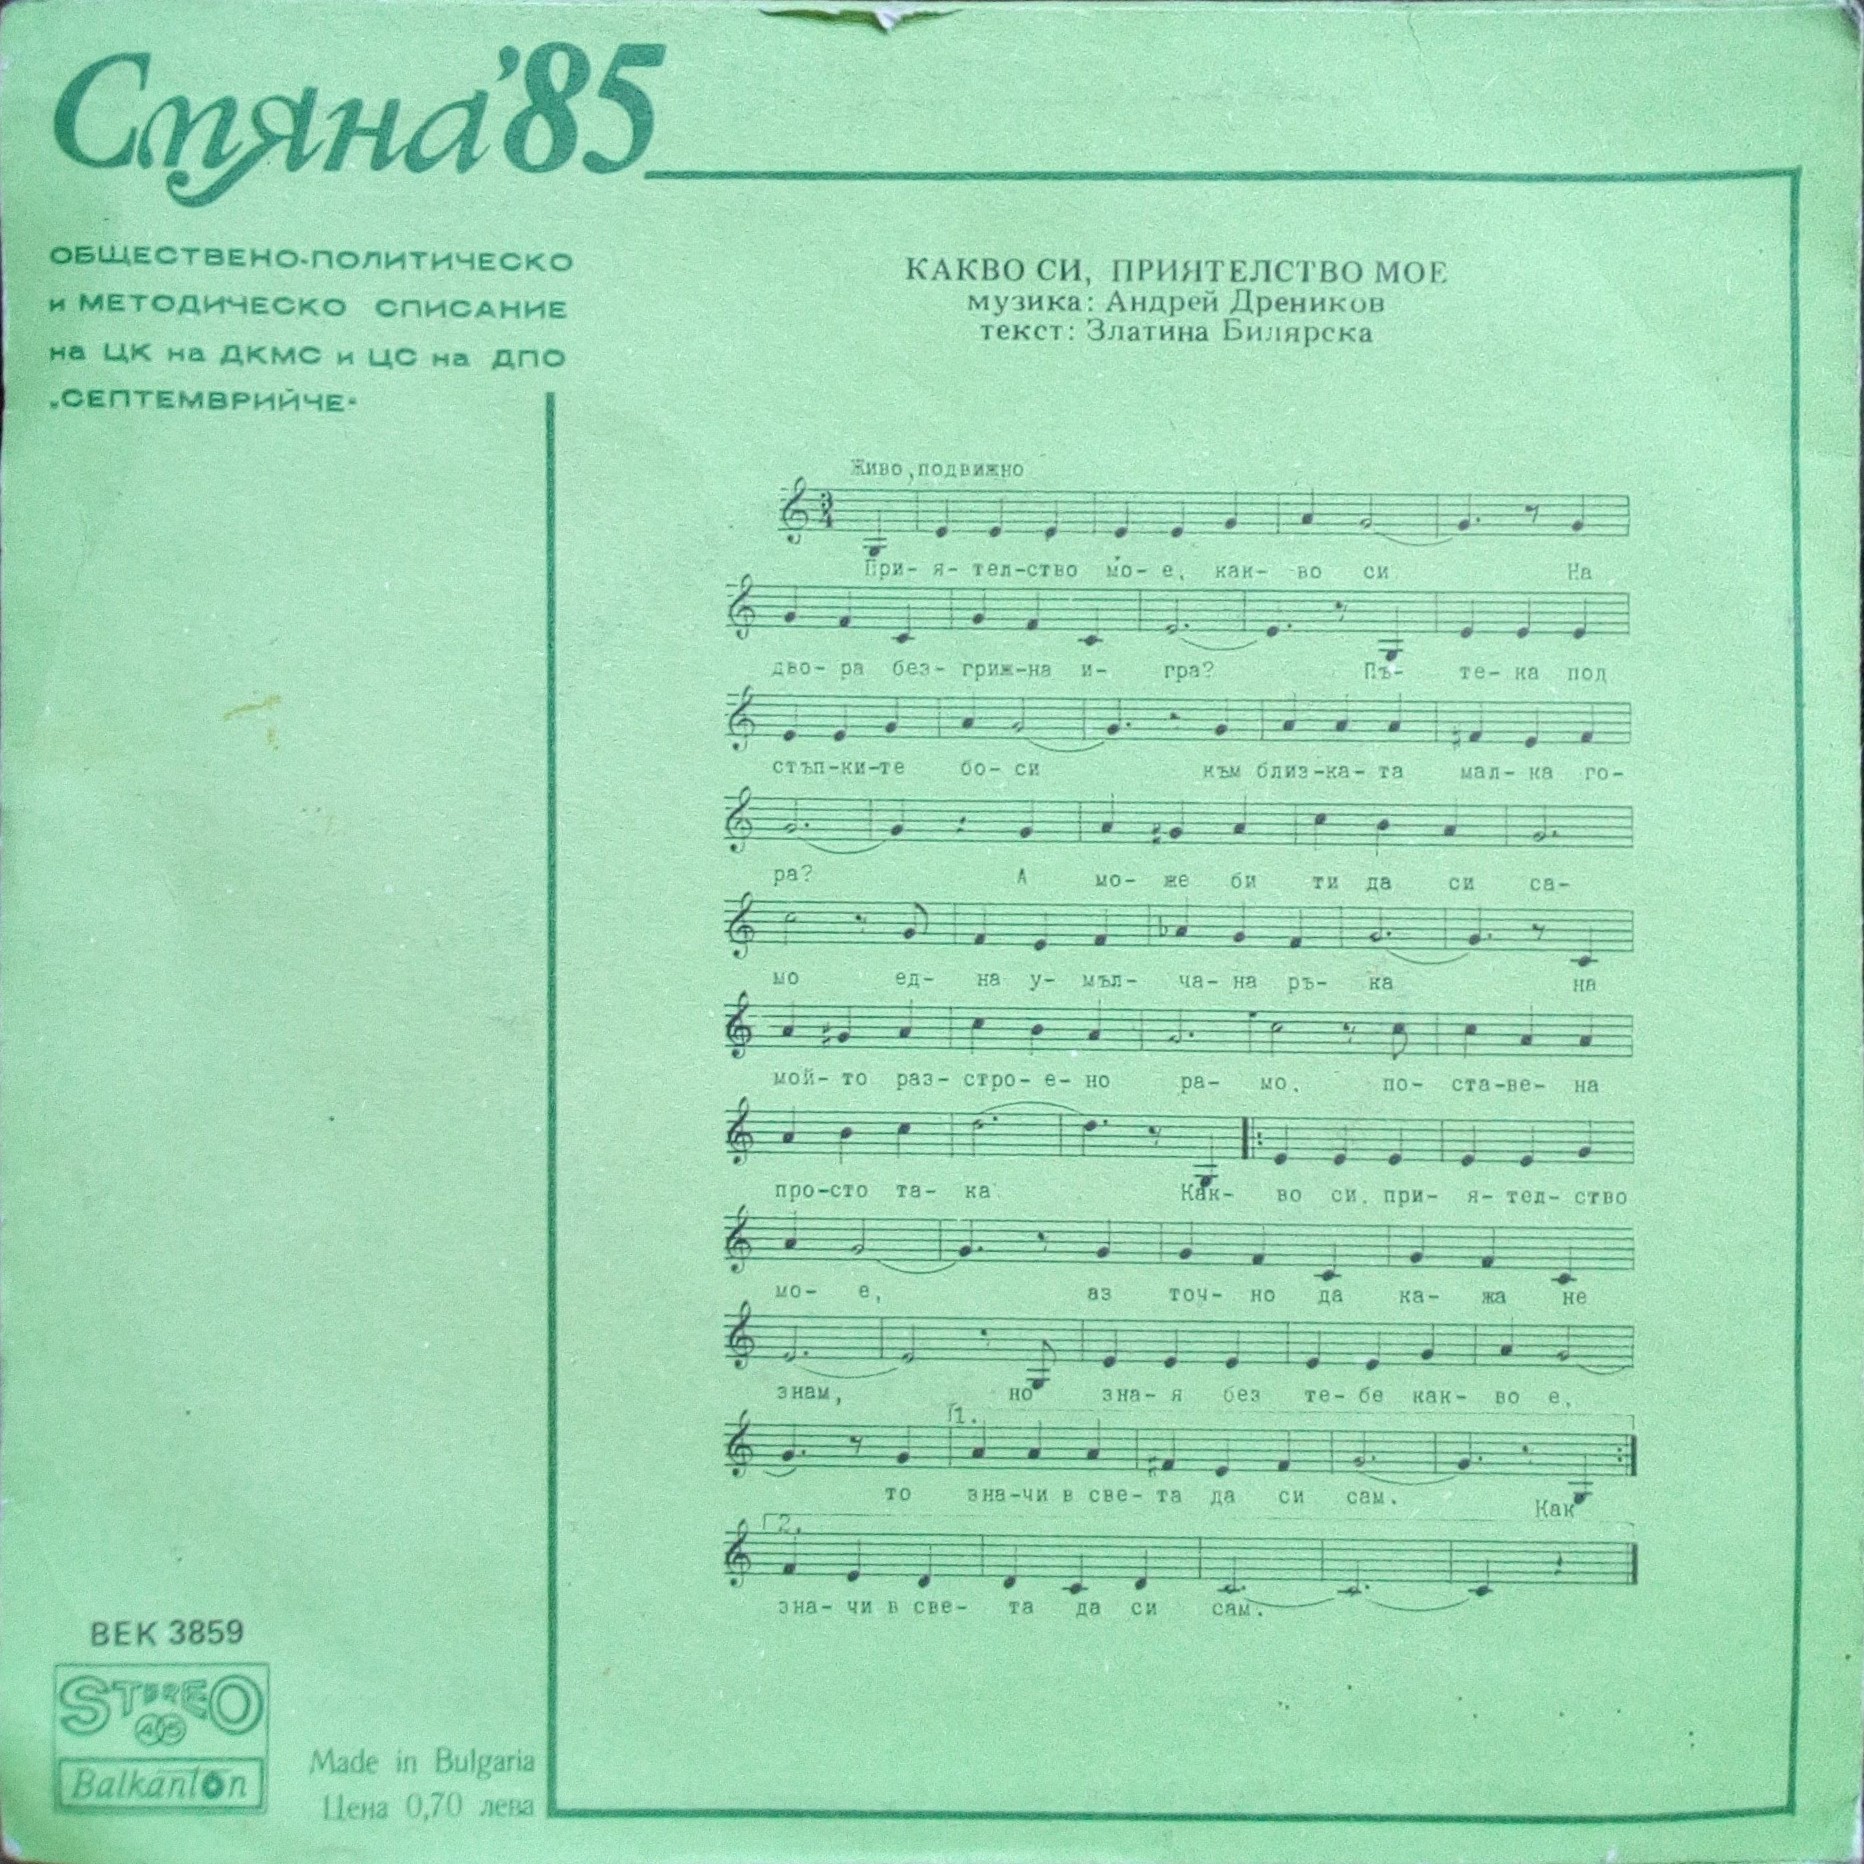 Смяна '85
ОБЩЕСТВЕНО-ПОЛИТИЧЕСКО
и МЕТОДИЧЕСКО СПИСАНИЕ
на ЦК на ДКМС и ЦС на ДПО
„СЕПТЕМВРИЙЧЕ"
КАКВО СИ, ПРИЯТЕЛСТВО МОЕ
музика: Андрей Дреников
текст: Златина Билярска
Живо, подвижно
3
4
При- я- тел-ство мо- е, как- во си На
дво- ра без- гриж-на и- гра? Пъ- те- ка под
стъп-ки-те бо- си към близ-ка- та мал- ка го-
ра? А мо- же би ти да си са-
мо ед- на у- мъл- ча- на ръ- ка на
мой- то раз- стро- е- но ра- мо, по- ста-ве- на
про-сто та- ка. Как- во си, при- я- тел- ство
мо- е, аз точ- но да ка- жа не
знам, но зна- я без те- бе как- во е,
1.
то зна-чи в све- та да си сам. Как
2.
зна- чи в све- та да си сам.
ВЕК 3859
STEREO
45
Balkanton
Made in Bulgaria
Цена 0,70 лева